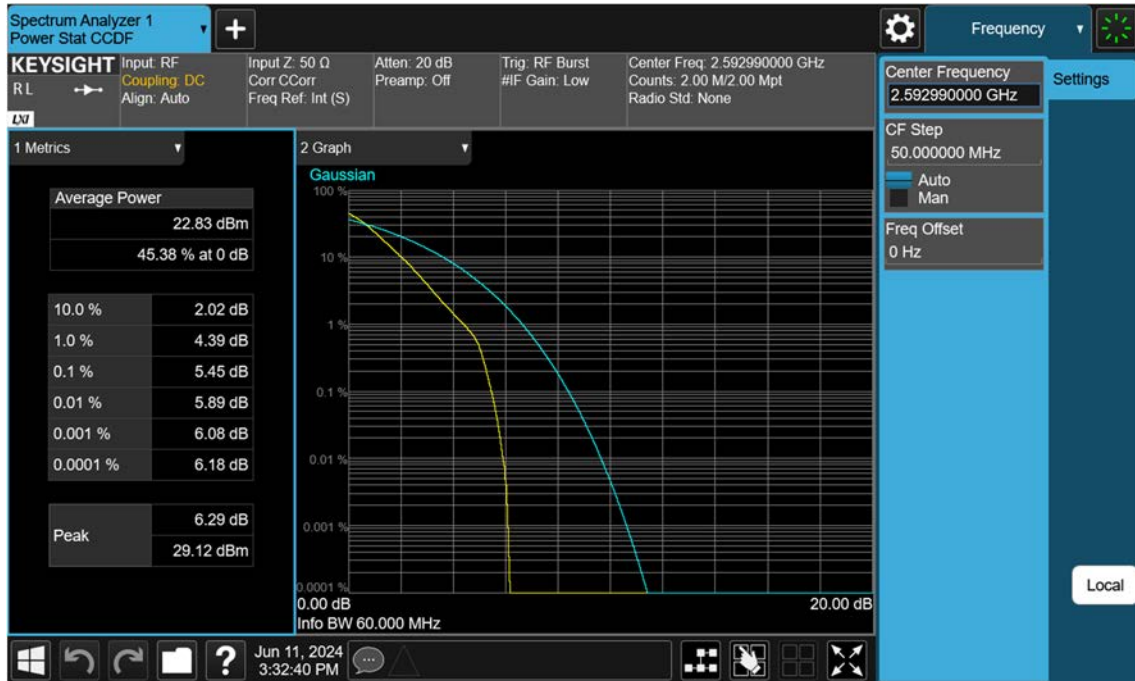 Spectrum Analyzer 1
Power Stat CCDF
Frequency
KEYSIGHT
R L
LXI
Input: RF
Coupling: DC
Align: Auto
Input Z: 50 Ω
Corr CCorr
Freq Ref: Int (S)
Atten: 20 dB
Preamp: Off
Trig: RF Burst
#IF Gain: Low
Center Freq: 2.592990000 GHz
Counts: 2.00 M/2.00 Mpt
Radio Std: None
Center Frequency
2.592990000 GHz
Settings
CF Step
50.000000 MHz
Auto
Man
Freq Offset
0 Hz
1 Metrics
Average Power
22.83 dBm
45.38 % at 0 dB
10.0 % 2.02 dB
1.0 % 4.39 dB
0.1 % 5.45 dB
0.01 % 5.89 dB
0.001 % 6.08 dB
0.0001 % 6.18 dB
Peak
6.29 dB
29.12 dBm
2 Graph
Gaussian
100 %
10 %
1 %
0.1 %
0.01 %
0.001 %
0.0001 %
0.00 dB 20.00 dB
Info BW 60.000 MHz
Local
?
Jun 11, 2024
3:32:40 PM